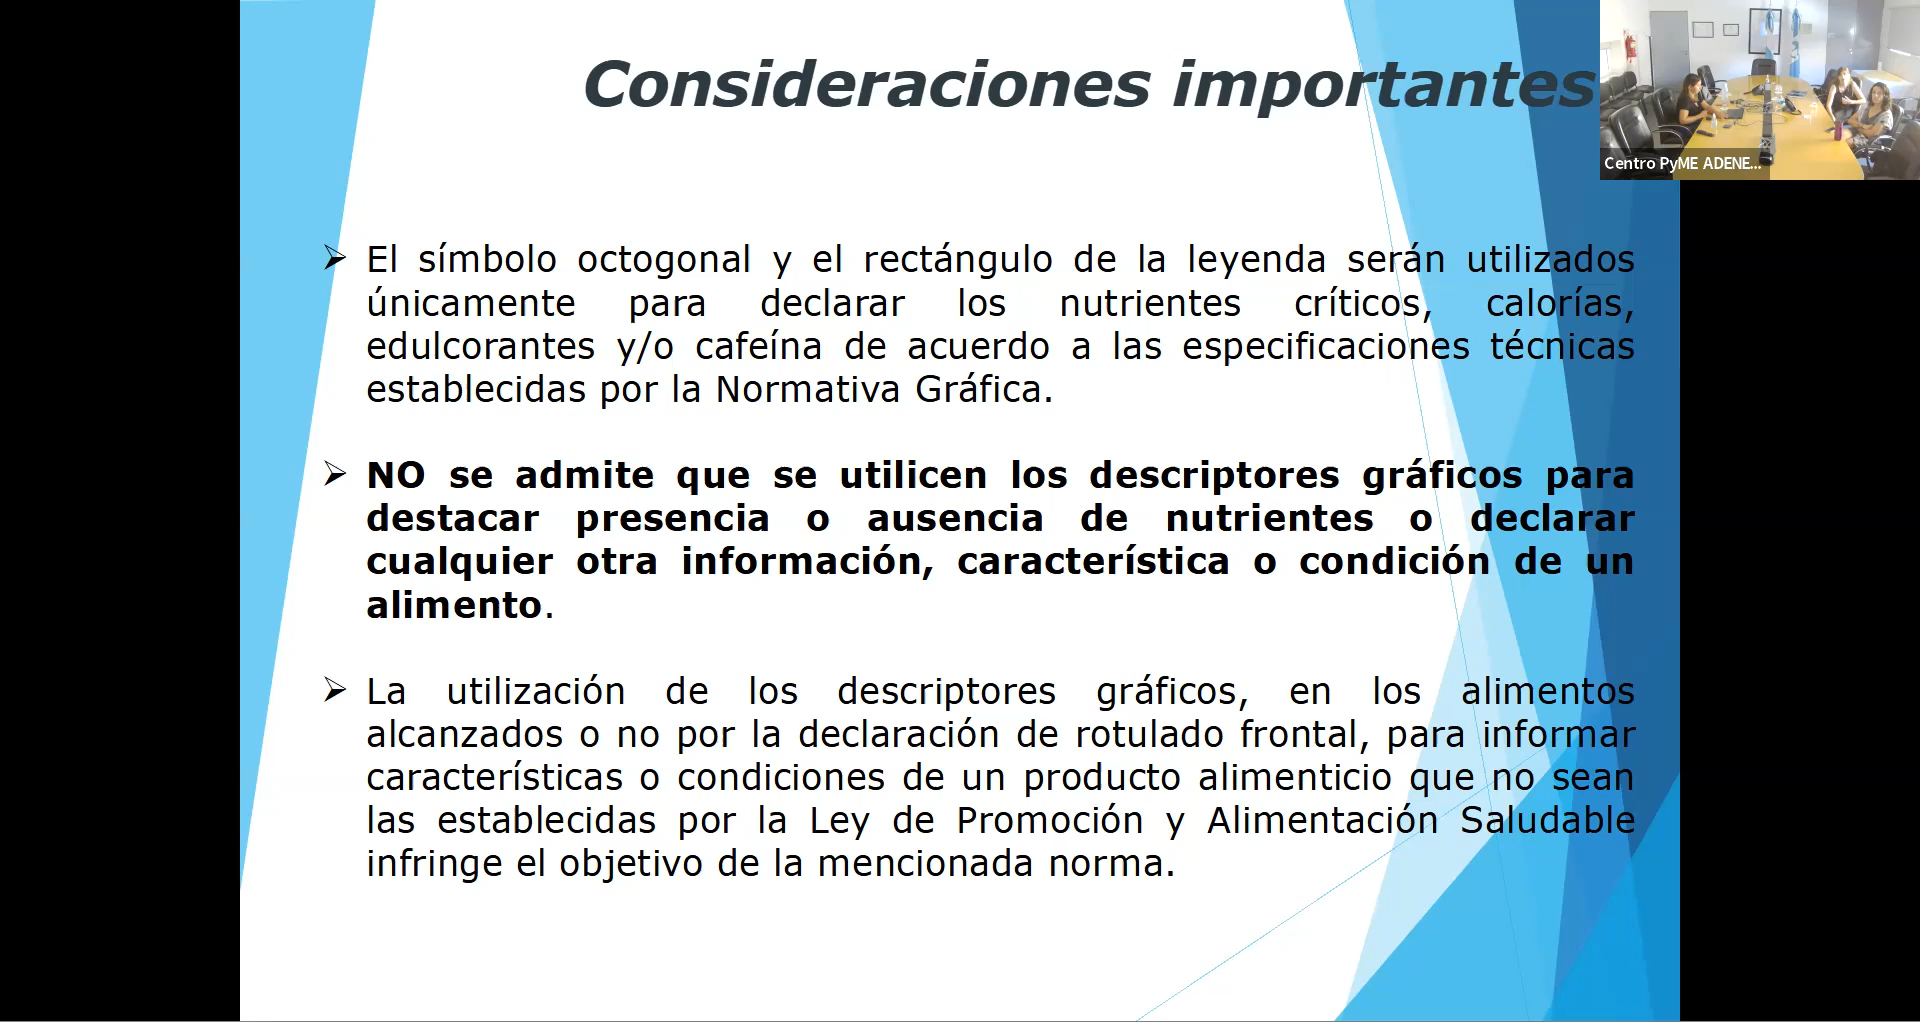 Consideraciones importantes
Centro PyME ADENE...
➢ El símbolo octogonal y el rectángulo de la leyenda serán utilizados
únicamente para declarar los nutrientes críticos, calorías,
edulcorantes y/o cafeína de acuerdo a las especificaciones técnicas
establecidas por la Normativa Gráfica.
➢ NO se admite que se utilicen los descriptores gráficos para
destacar presencia o ausencia de nutrientes o declarar
cualquier otra información, característica o condición de un
alimento.
➢ La utilización de los descriptores gráficos, en los alimentos
alcanzados o no por la declaración de rotulado frontal, para informar
características o condiciones de un producto alimenticio que no sean
las establecidas por la Ley de Promoción y Alimentación Saludable
infringe el objetivo de la mencionada norma.